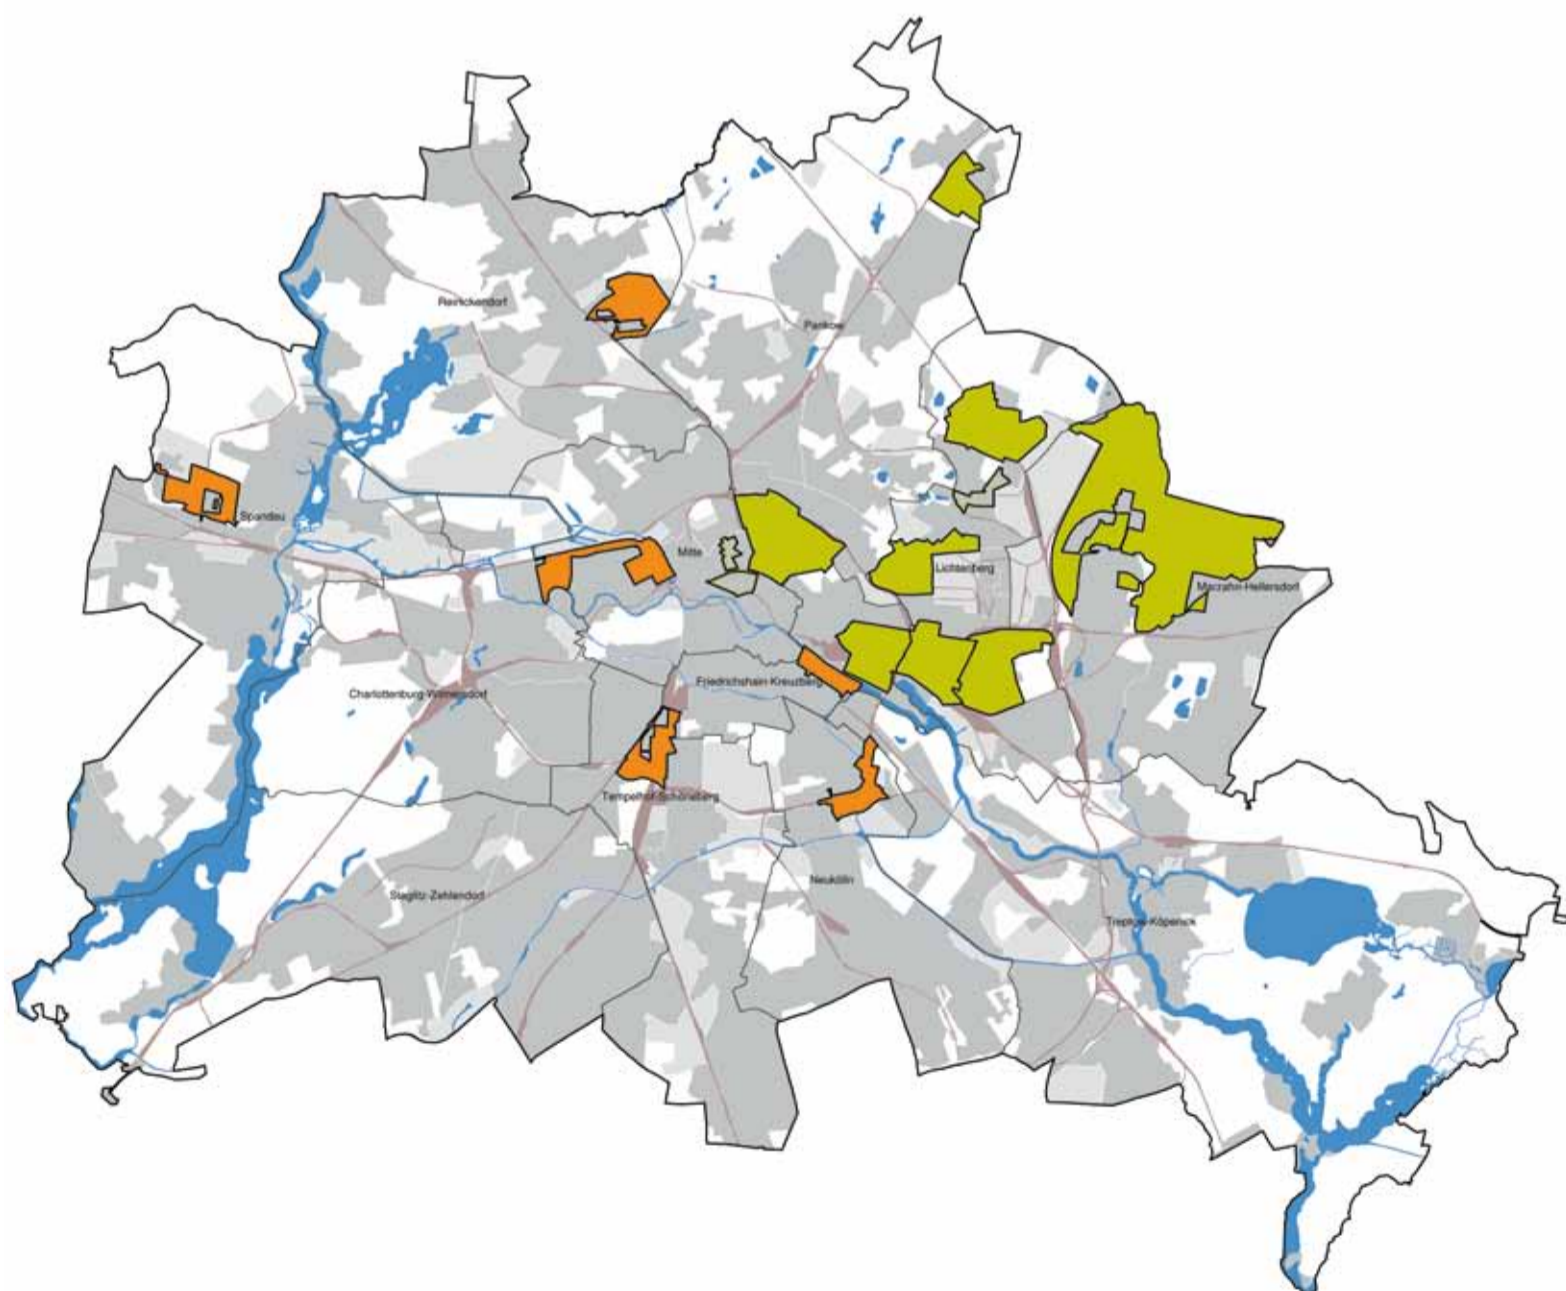 Reinickendorf
Pankow
Spandau
Mitte
Lichtenberg
Marzahn-Hellersdorf
Friedrichshain-Kreuzberg
Charlottenburg-Wilmersdorf
Tempelhof-Schöneberg
Neukölln
Steglitz-Zehlendorf
Treptow-Köpenick